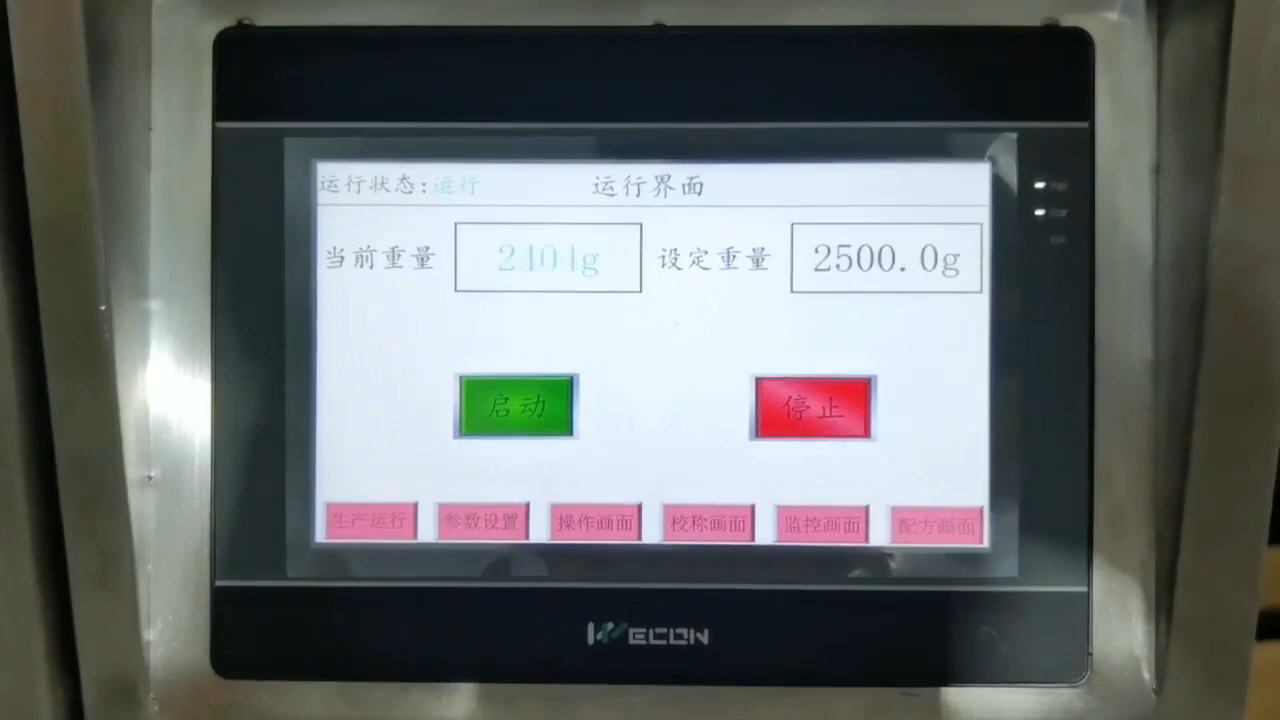 运行状态:运行
运行界面
当前重量
设定重量 2500.0g
启动 停止
生产运行 参数设置 操作画面 校称画面 监控画面 配方画面
WECON